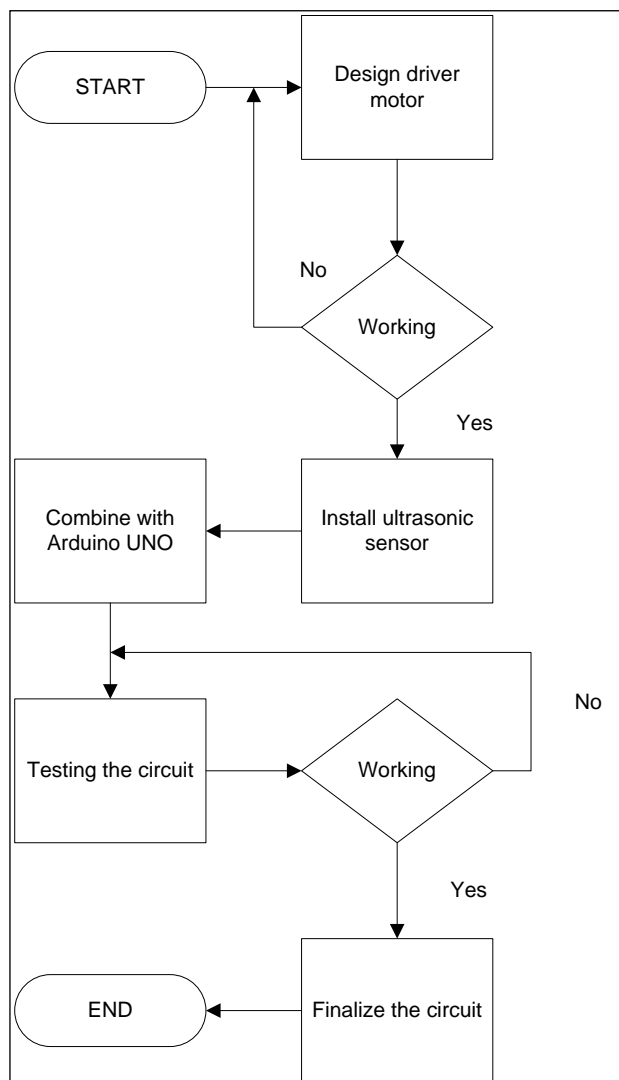 START
Design driver
motor
No
Working
Yes
Install ultrasonic
sensor
Combine with
Arduino UNO
Testing the circuit
Working
No
Yes
Finalize the circuit
END